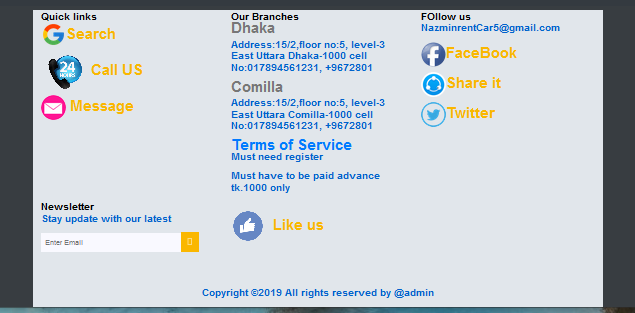 Quick links
Search
24
HOURS
Call US
Message
Newsletter
Stay update with our latest
Enter Email
Our Branches
Dhaka
Address:15/2,floor no:5, level-3
East Uttara Dhaka-1000 cell
No:017894561231, +9672801
Comilla
Address:15/2,floor no:5, level-3
East Uttara Comilla-1000 cell
No:017894561231, +9672801
Terms of Service
Must need register
Must have to be paid advance
tk.1000 only
Like us
FOllow us
NazminrentCar5@gmail.com
FaceBook
Share it
Twitter
Copyright ©2019 All rights reserved by @admin